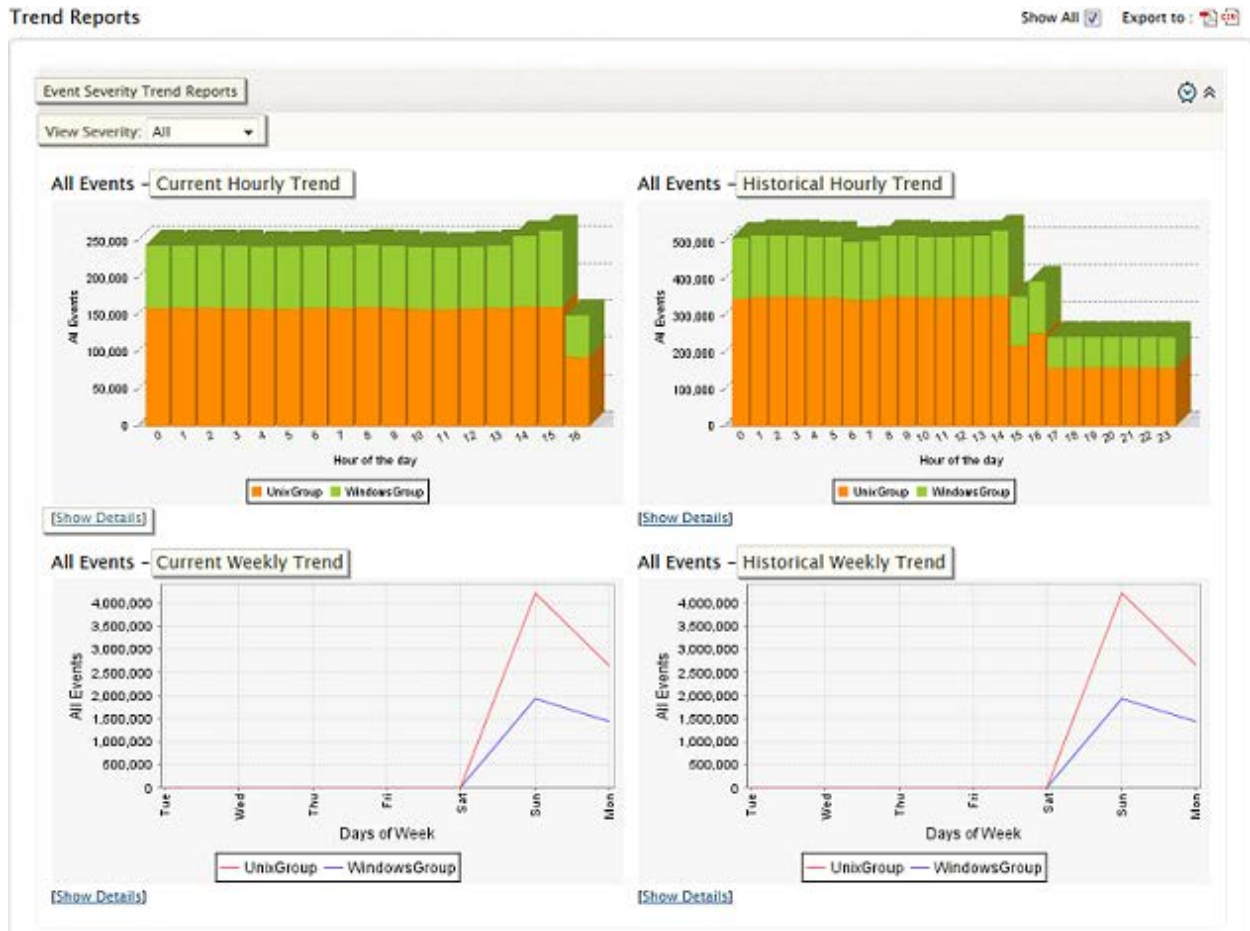 Trend Reports
Show All Export to :
Event Severity Trend Reports
View Severity: All
All Events - Current Hourly Trend
All Events
250,000
200,000
150,000
100,000
50,000
0
0 1 2 3 4 5 6 7 8 9 10 11 12 13 14 15 16
Hour of the day
UnixGroup WindowsGroup
[Show Details]
All Events - Historical Hourly Trend
All Events
500,000
400,000
300,000
200,000
100,000
0
0 1 2 3 4 5 6 7 8 9 10 11 12 13 14 15 16 17 18 19 20 21 22 23
Hour of the day
UnixGroup WindowsGroup
[Show Details]
All Events - Current Weekly Trend
All Events
4,000,000
3,500,000
3,000,000
2,500,000
2,000,000
1,500,000
1,000,000
500,000
0
Tue Wed Thu Fri Sat Sun Mon
Days of Week
UnixGroup WindowsGroup
[Show Details]
All Events - Historical Weekly Trend
All Events
4,000,000
3,500,000
3,000,000
2,500,000
2,000,000
1,500,000
1,000,000
500,000
0
Tue Wed Thu Fri Sat Sun Mon
Days of Week
UnixGroup WindowsGroup
[Show Details]